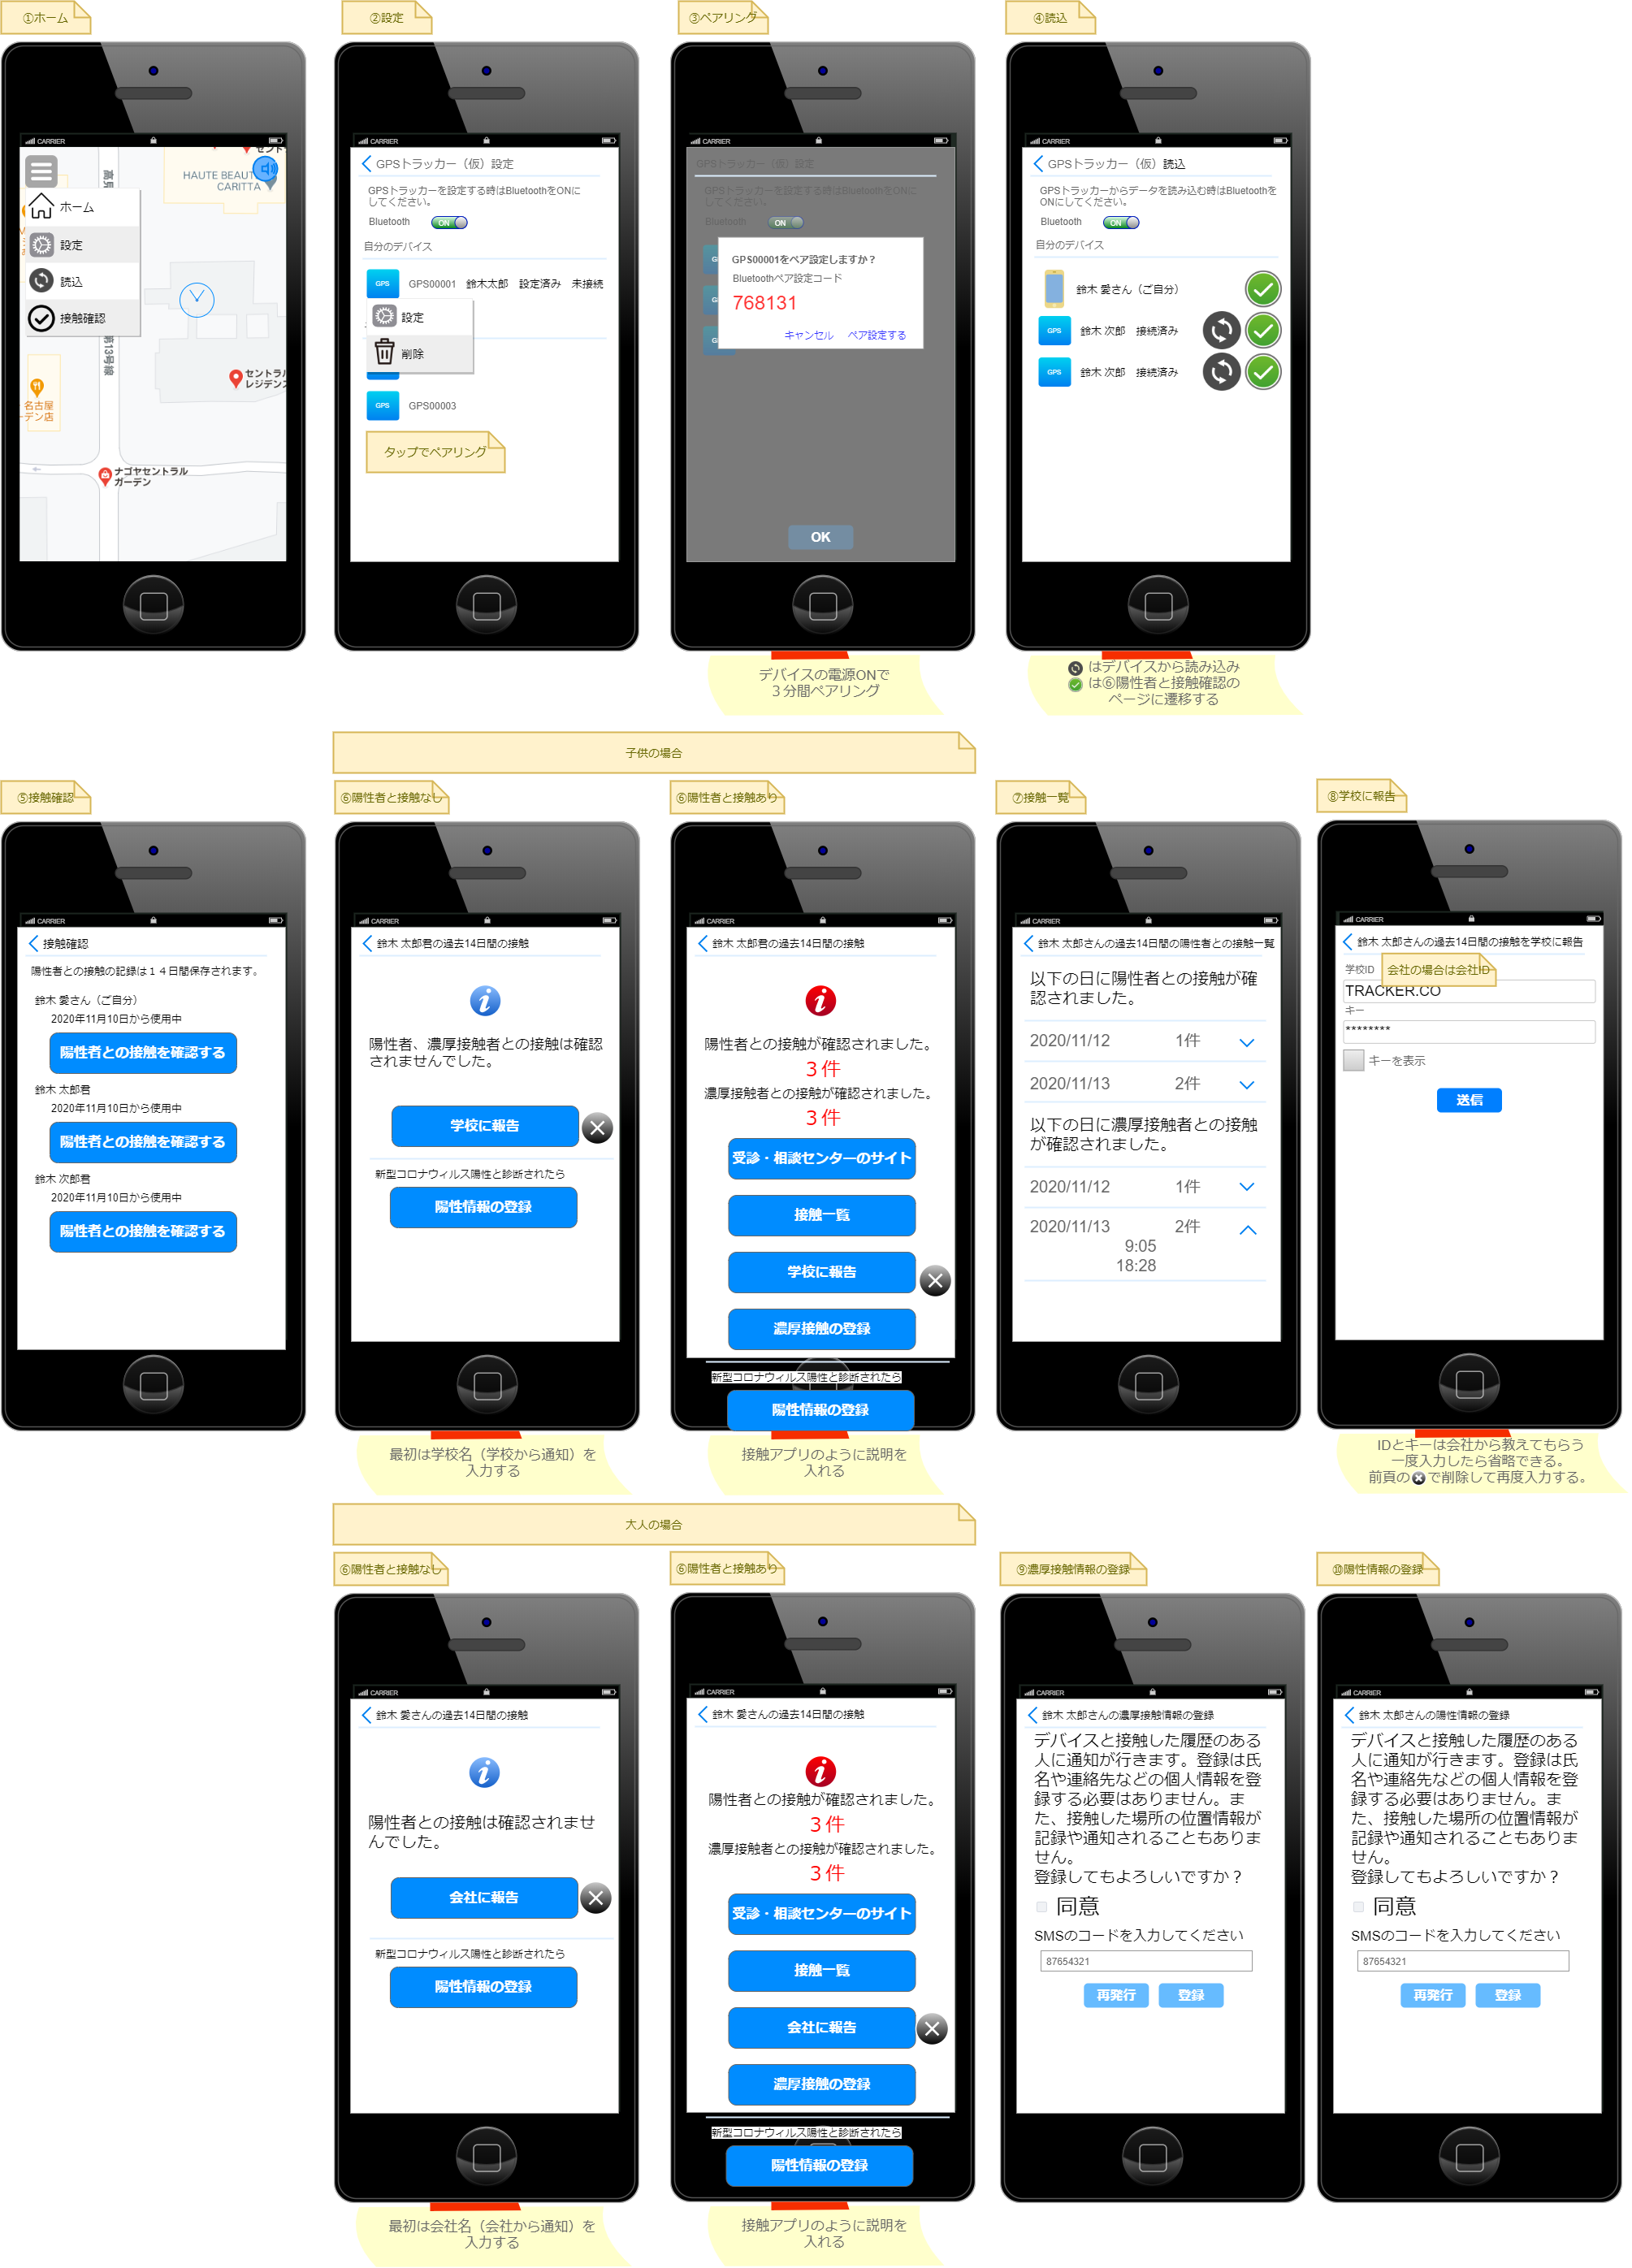 ①ホーム
CARRIER
HAUTE BEAUT
CARITTA
ホーム
設定
読込
接触確認
第13号線
セントラル
レジデンス
名古屋
ーデン店
ナゴヤセントラル
ガーデン
②設定
CARRIER
GPSトラッカー（仮）設定
GPSトラッカーを設定する時はBluetoothをONに
してください。
Bluetooth ON
自分のデバイス
GPS GPS00001 鈴木太郎 設定済み 未接続
設定
削除
GPS GPS00003
タップでペアリング
③ペアリング
CARRIER
GPSトラッカー（仮）設定
GPSトラッカーを設定する時はBluetoothをONに
してください。
Bluetooth ON
GPS00001をペア設定しますか？
Bluetoothペア設定コード
768131
キャンセル ペア設定する
OK
デバイスの電源ONで
３分間ペアリング
④読込
CARRIER
GPSトラッカー（仮）読込
GPSトラッカーからデータを読み込む時はBluetoothを
ONにしてください。
Bluetooth ON
自分のデバイス
鈴木 愛さん（ご自分）
GPS 鈴木 次郎 接続済み
GPS 鈴木 次郎 接続済み
はデバイスから読み込み
は⑥陽性者と接触確認の
ページに遷移する
⑤接触確認
CARRIER
接触確認
陽性者との接触の記録は１４日間保存されます。
鈴木 愛さん（ご自分）
2020年11月10日から使用中
陽性者との接触を確認する
鈴木 太郎君
2020年11月10日から使用中
陽性者との接触を確認する
鈴木 次郎君
2020年11月10日から使用中
陽性者との接触を確認する
子供の場合
⑥陽性者と接触なし
CARRIER
鈴木 太郎君の過去14日間の接触
陽性者、濃厚接触者との接触は確認
されませんでした。
学校に報告
新型コロナウィルス陽性と診断されたら
陽性情報の登録
最初は学校名（学校から通知）を
入力する
⑥陽性者と接触あり
CARRIER
鈴木 太郎君の過去14日間の接触
陽性者との接触が確認されました。
３件
濃厚接触者との接触が確認されました。
３件
受診・相談センターのサイト
接触一覧
学校に報告
濃厚接触の登録
新型コロナウィルス陽性と診断されたら
陽性情報の登録
接触アプリのように説明を
入れる
⑦接触一覧
CARRIER
鈴木 太郎さんの過去14日間の陽性者との接触一覧
以下の日に陽性者との接触が確
認されました。
2020/11/12 1件
2020/11/13 2件
以下の日に濃厚接触者との接触
が確認されました。
2020/11/12 1件
2020/11/13 2件
9:05
18:28
⑧学校に報告
CARRIER
鈴木 太郎さんの過去14日間の接触を学校に報告
学校ID
会社の場合は会社ID
TRACKER.CO
キー
********
キーを表示
送信
IDとキーは会社から教えてもらう
一度入力したら省略できる。
前頁の で削除して再度入力する。
大人の場合
⑥陽性者と接触なし
CARRIER
鈴木 愛さんの過去14日間の接触
陽性者との接触は確認されませ
んでした。
会社に報告
新型コロナウィルス陽性と診断されたら
陽性情報の登録
最初は会社名（会社から通知）を
入力する
⑥陽性者と接触あり
CARRIER
鈴木 愛さんの過去14日間の接触
陽性者との接触が確認されました。
３件
濃厚接触者との接触が確認されました。
３件
受診・相談センターのサイト
接触一覧
会社に報告
濃厚接触の登録
新型コロナウィルス陽性と診断されたら
陽性情報の登録
接触アプリのように説明を
入れる
⑨濃厚接触情報の登録
CARRIER
鈴木 太郎さんの濃厚接触情報の登録
デバイスと接触した履歴のある
人に通知が行きます。登録は氏
名や連絡先などの個人情報を登
録する必要はありません。ま
た、接触した場所の位置情報が
記録や通知されることもありま
せん。
登録してもよろしいですか？
同意
SMSのコードを入力してください
87654321
再発行 登録
⑩陽性情報の登録
CARRIER
鈴木 太郎さんの陽性情報の登録
デバイスと接触した履歴のある
人に通知が行きます。登録は氏
名や連絡先などの個人情報を登
録する必要はありません。ま
た、接触した場所の位置情報が
記録や通知されることもありま
せん。
登録してもよろしいですか？
同意
SMSのコードを入力してください
87654321
再発行 登録